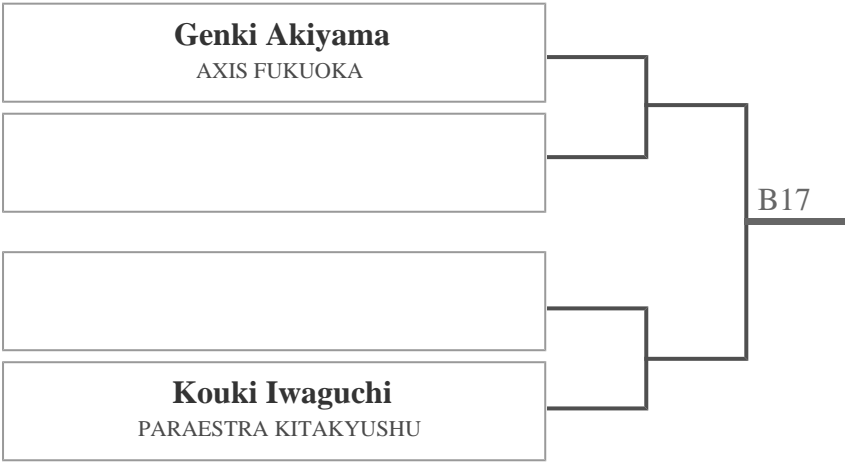 Genki Akiyama
AXIS FUKUOKA
B17
Kouki Iwaguchi
PARAESTRA KITAKYUSHU